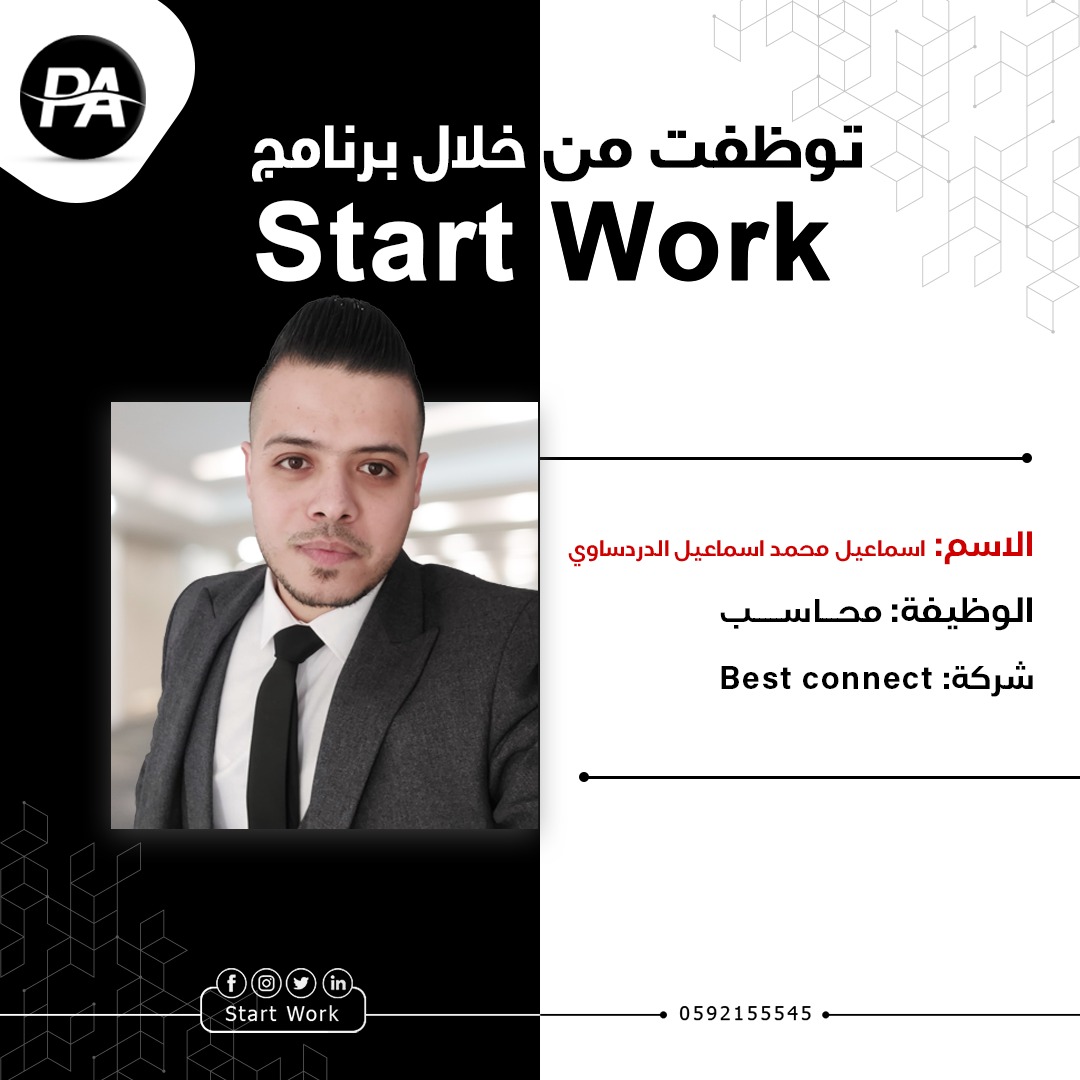 PA
توظفت من خلال برنامج
Start Work
الاسم: اسماعيل محمد اسماعيل الدردساوي
الوظيفة: محـــاســـــب
شركة: Best connect
Start Work
0592155545